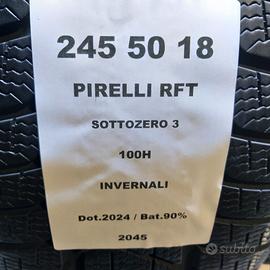 245 50 18
PIRELLI RFT
SOTTOZERO 3
100H
INVERNALI
Dot.2024 / Bat.90%
2045
subito